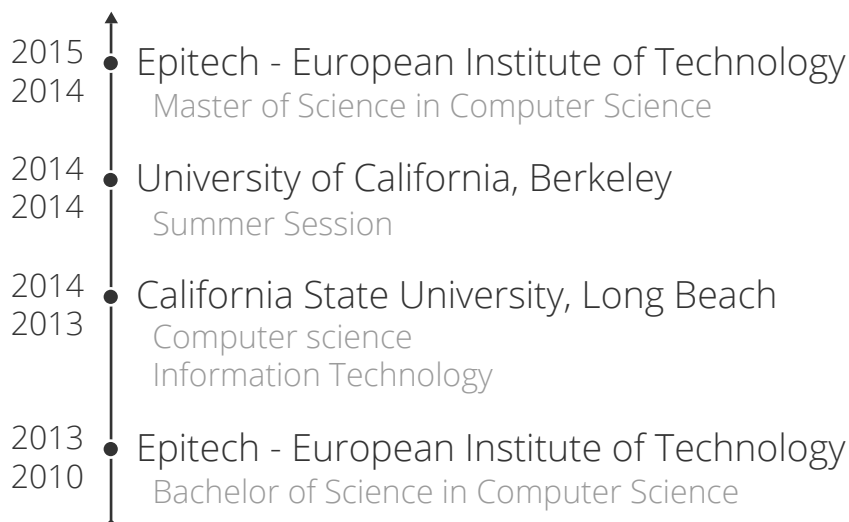 2015
Epitech - European Institute of Technology
2014
Master of Science in Computer Science
2014
University of California, Berkeley
2014
Summer Session
2014
California State University, Long Beach
2013
Computer science
Information Technology
2013
Epitech - European Institute of Technology
2010
Bachelor of Science in Computer Science